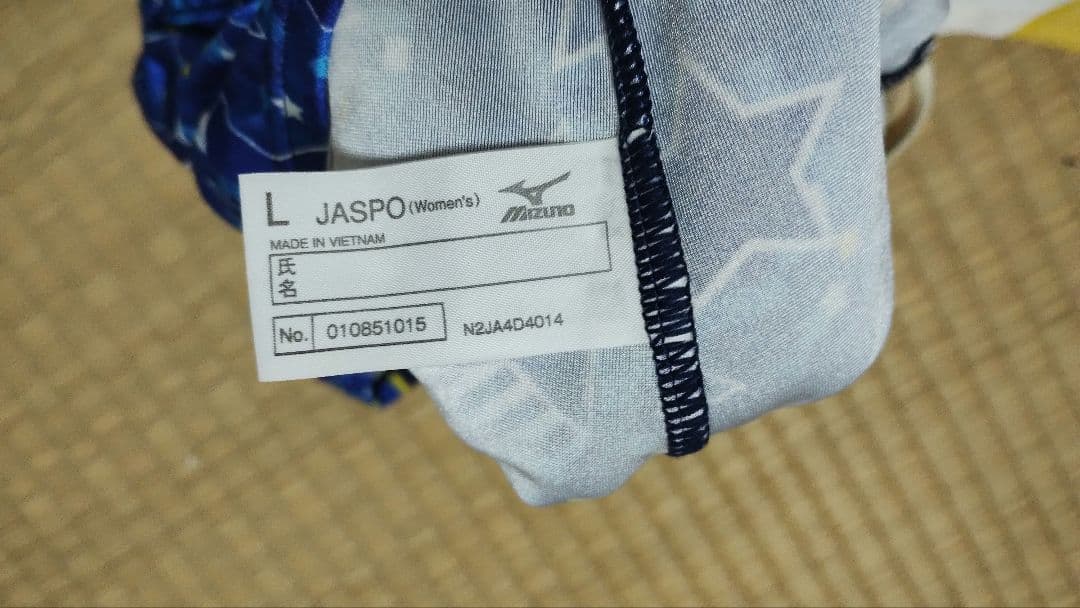 L JASPO (Women's) MIZUNO
MADE IN VIETNAM
氏名
No. 010851015 N2JA4D4014